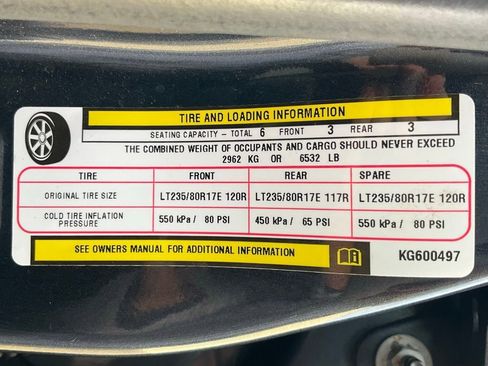 TIRE AND LOADING INFORMATION
SEATING CAPACITY - TOTAL 6 FRONT 3 REAR 3
THE COMBINED WEIGHT OF OCCUPANTS AND CARGO SHOULD NEVER EXCEED
2962 KG OR 6532 LB
TIRE FRONT REAR SPARE
ORIGINAL TIRE SIZE LT235/80R17E 120R LT235/80R17E 117R LT235/80R17E 120R
COLD TIRE INFLATION PRESSURE 550 kPa / 80 PSI 450 kPa / 65 PSI 550 kPa / 80 PSI
SEE OWNERS MANUAL FOR ADDITIONAL INFORMATION KG600497